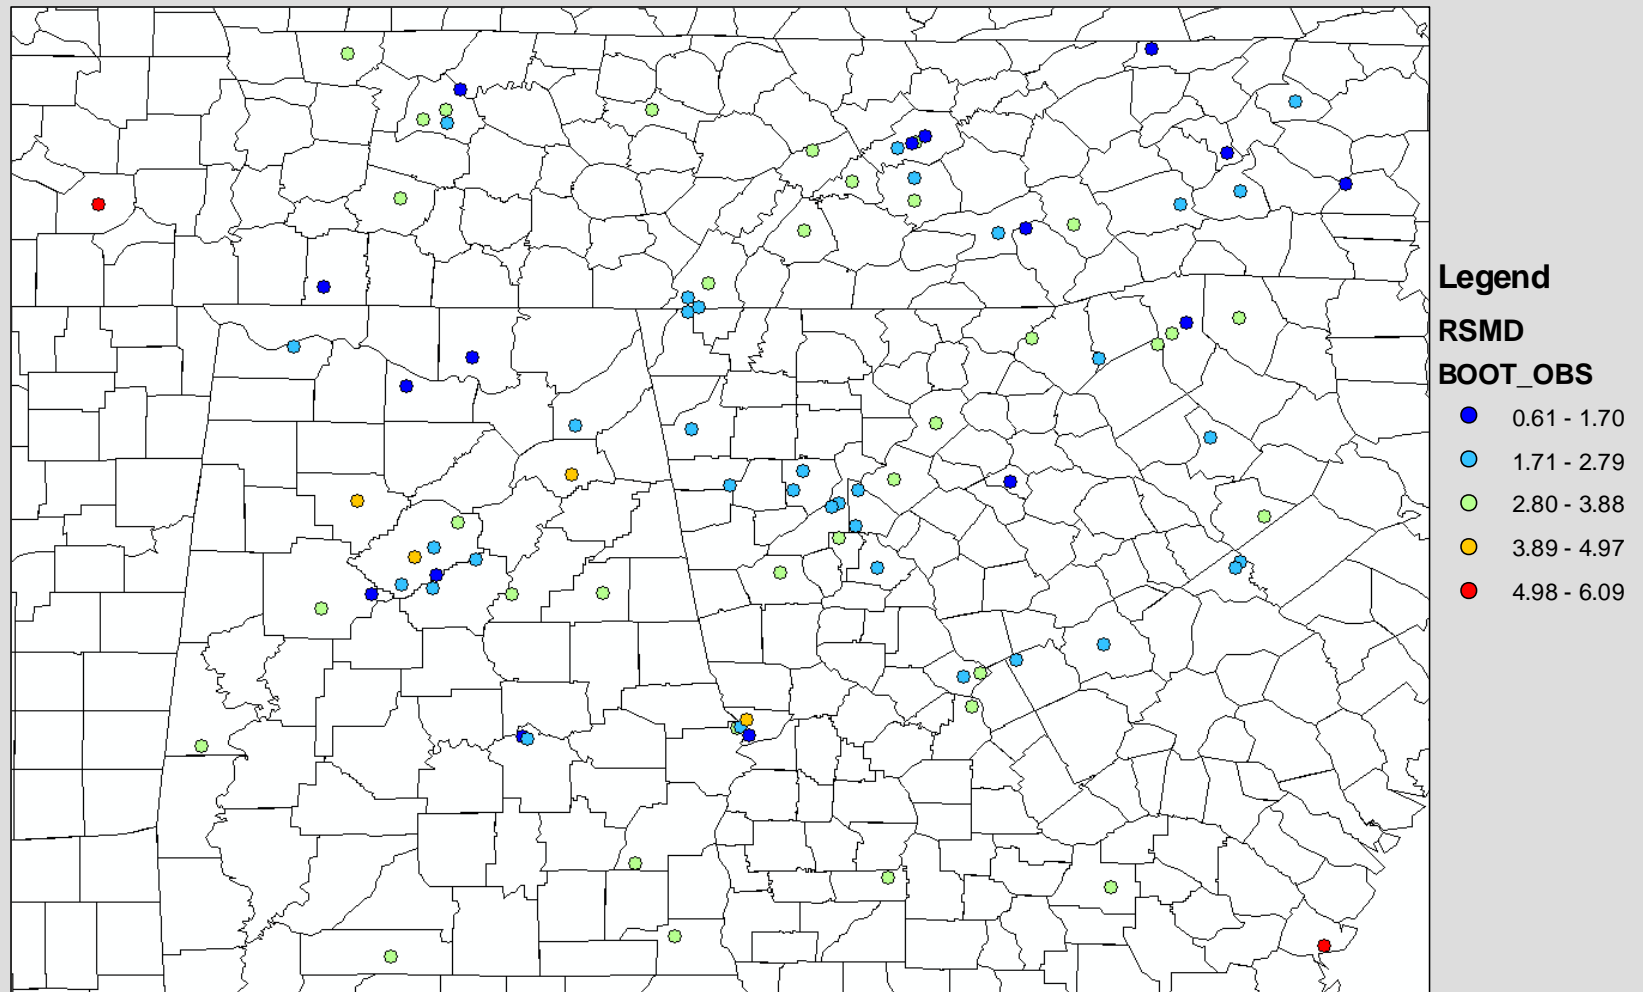 Legend
RSMD
BOOT_OBS
0.61 - 1.70
1.71 - 2.79
2.80 - 3.88
3.89 - 4.97
4.98 - 6.09